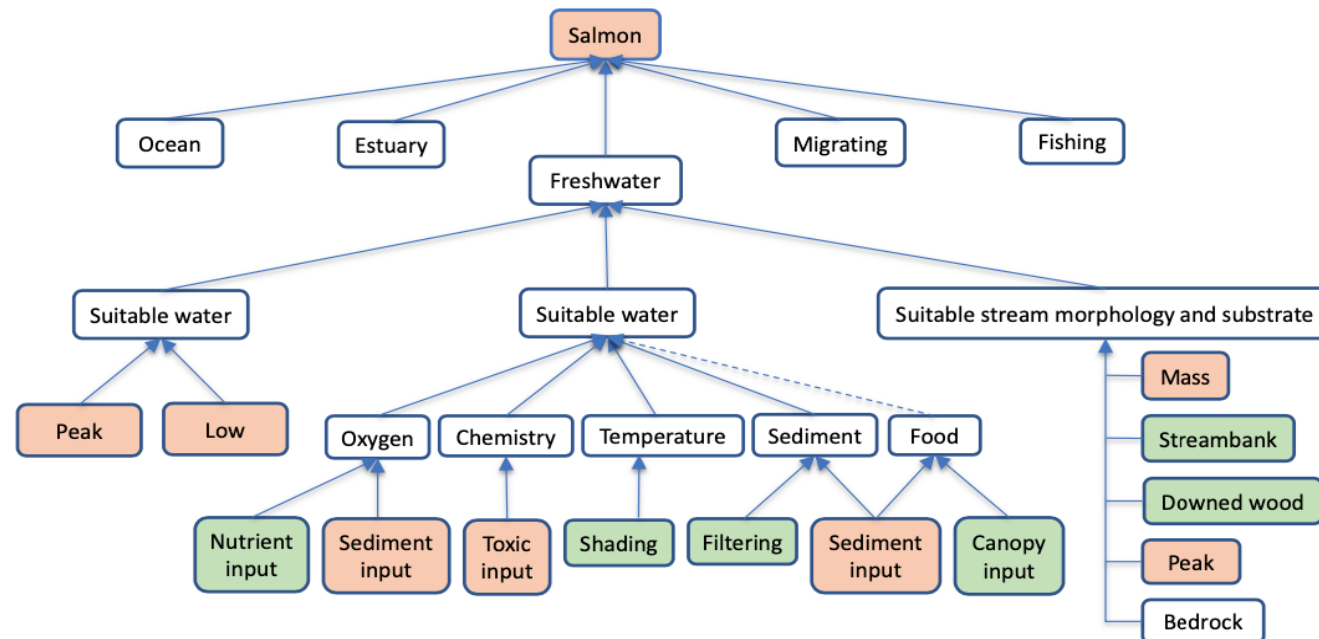 Salmon
Ocean
Estuary
Migrating
Fishing
Freshwater
Suitable water
Suitable water
Suitable stream morphology and substrate
Peak
Low
Oxygen
Chemistry
Temperature
Sediment
Food
Mass
Streambank
Downed wood
Peak
Bedrock
Nutrient
input
Sediment
input
Toxic
input
Shading
Filtering
Sediment
input
Canopy
input